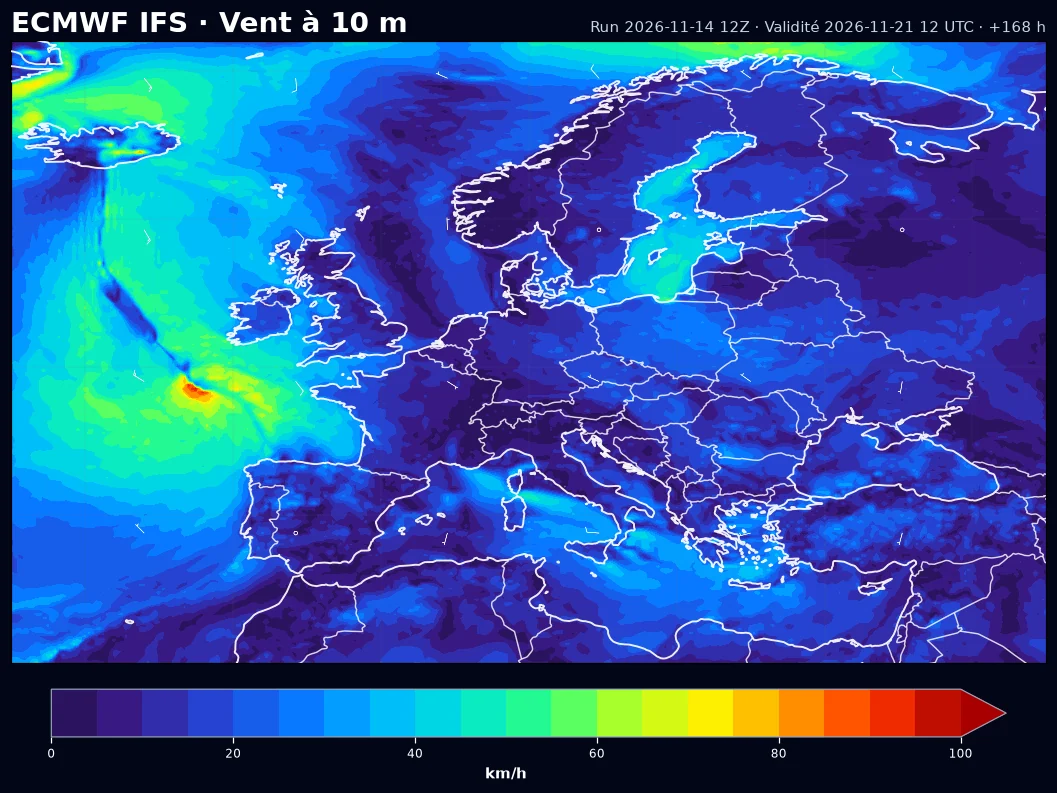 ECMWF IFS · Vent à 10 m
Run 2026-11-14 12Z · Validité 2026-11-21 12 UTC · +168 h
0 20 40 60 80 100
km/h